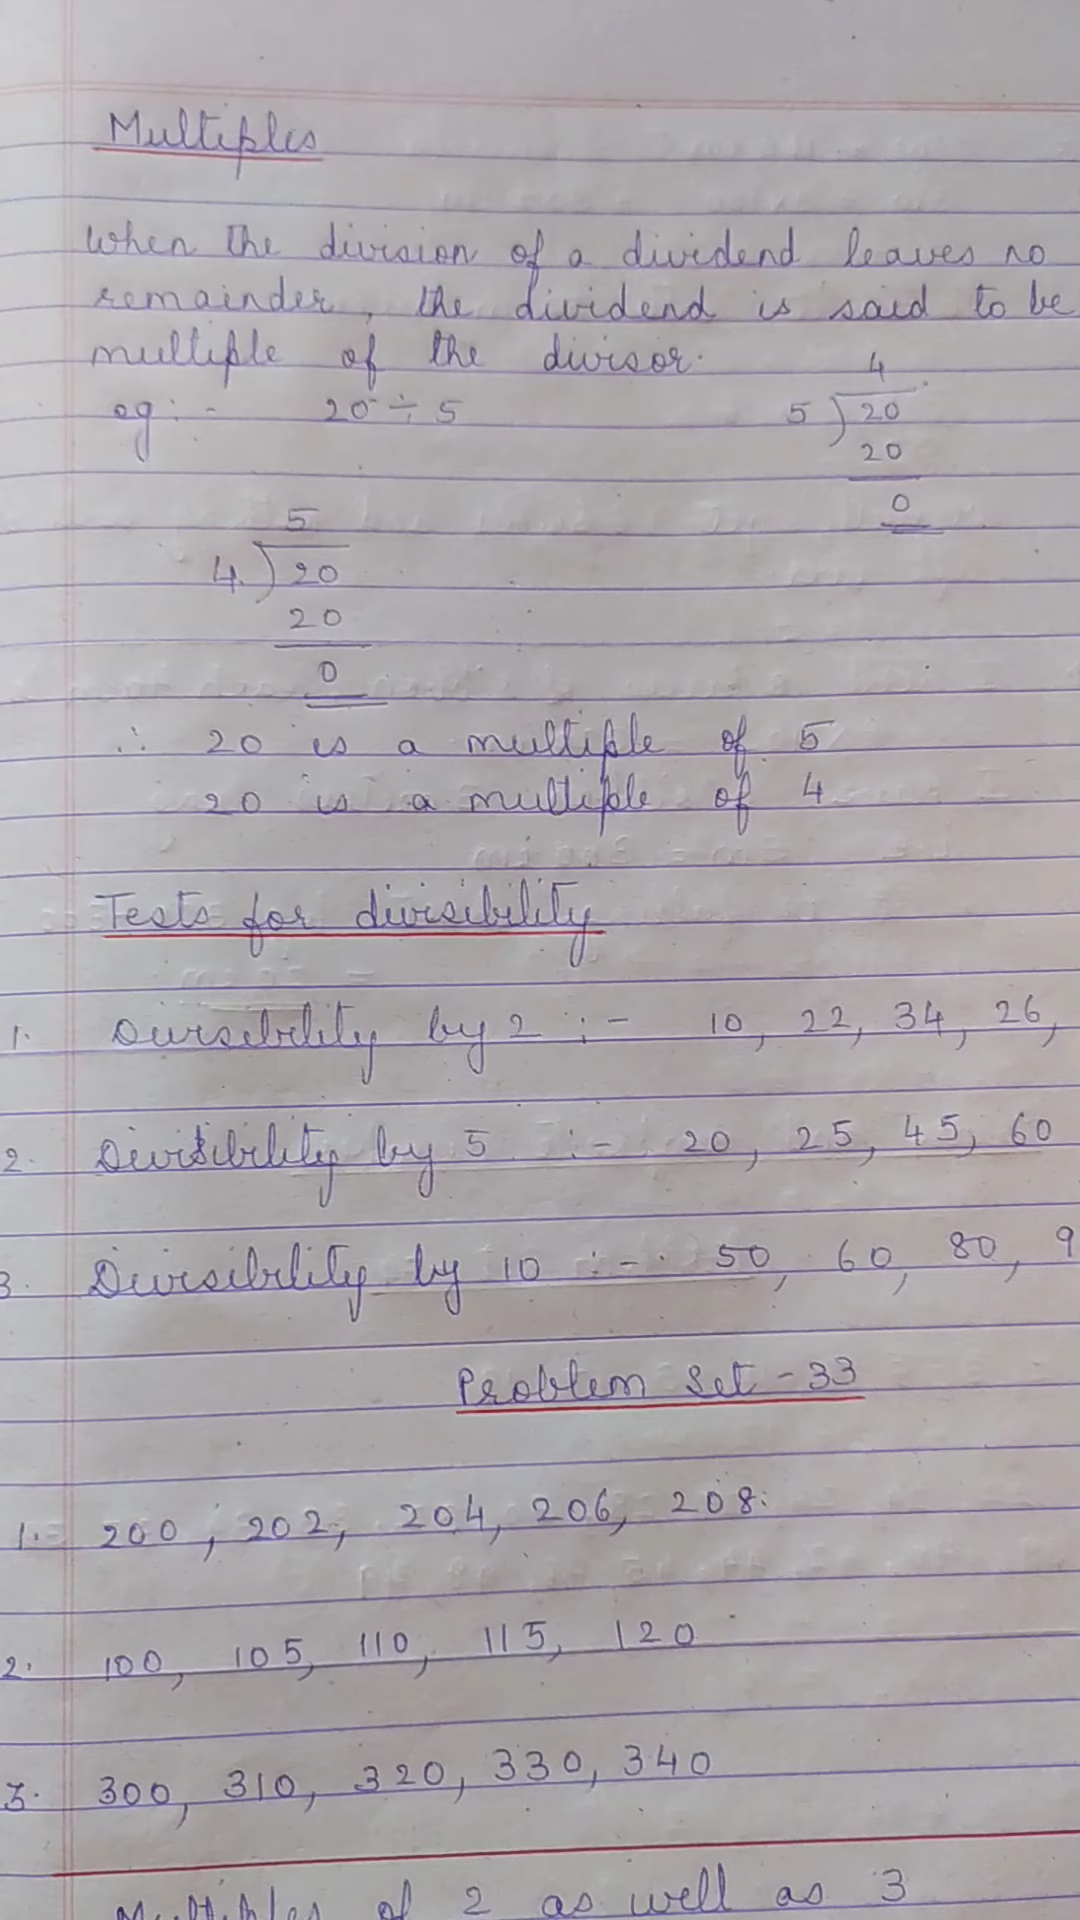 Multiples
When the division of a dividend leaves no
remainder, the dividend is said to be
multiple of the divisor.
eg :- 20 ÷ 5
4
5 ) 20
20
0
5
4. ) 20
20
0
∴ 20 is a multiple of 5
20 is a multiple of 4
Tests for divisibility
1. Divisibility by 2 :- 10, 22, 34, 26,
2. Divisibility by 5 :- 20, 25, 45, 60
3. Divisibility by 10 :- 50, 60, 80, 9
Problem Set - 33
1. 200, 202, 204, 206, 208.
2. 100, 105, 110, 115, 120
3. 300, 310, 320, 330, 340
Multiples of 2 as well as 3